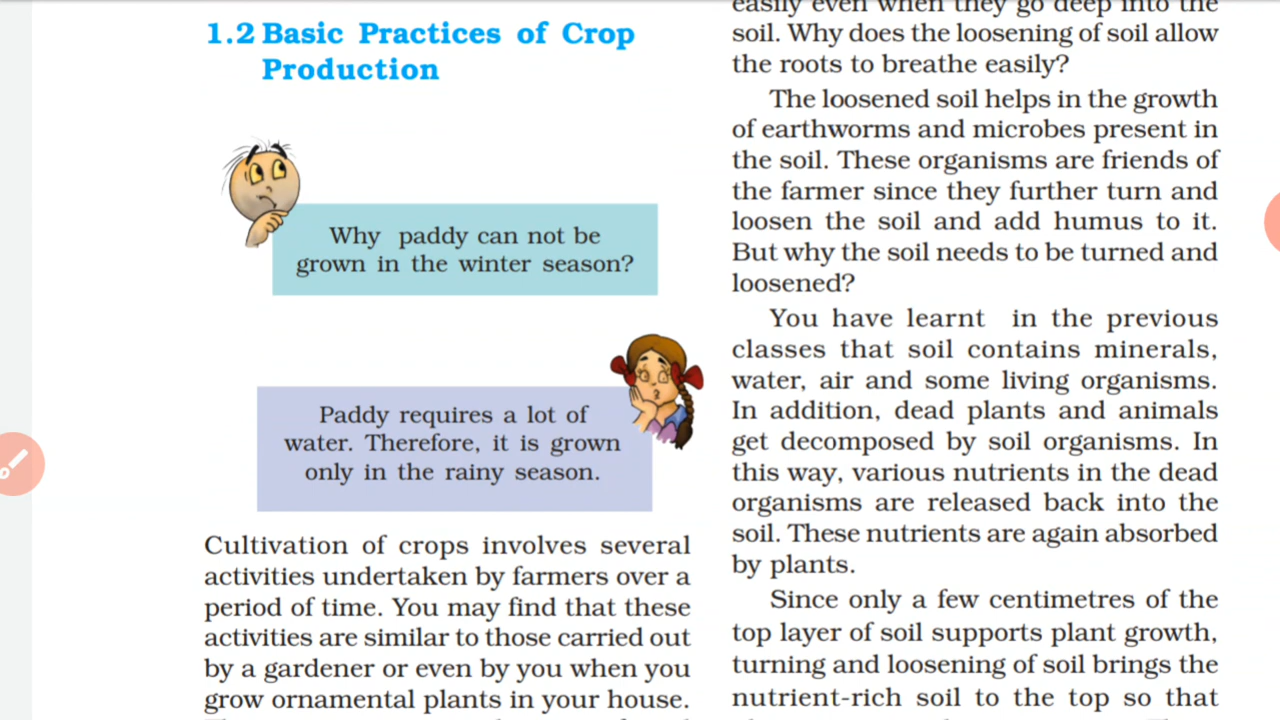 1.2 Basic Practices of Crop
Production
Why paddy can not be
grown in the winter season?
Paddy requires a lot of
water. Therefore, it is grown
only in the rainy season.
Cultivation of crops involves several
activities undertaken by farmers over a
period of time. You may find that these
activities are similar to those carried out
by a gardener or even by you when you
grow ornamental plants in your house.
easily even when they go deep into the
soil. Why does the loosening of soil allow
the roots to breathe easily?
The loosened soil helps in the growth
of earthworms and microbes present in
the soil. These organisms are friends of
the farmer since they further turn and
loosen the soil and add humus to it.
But why the soil needs to be turned and
loosened?
You have learnt in the previous
classes that soil contains minerals,
water, air and some living organisms.
In addition, dead plants and animals
get decomposed by soil organisms. In
this way, various nutrients in the dead
organisms are released back into the
soil. These nutrients are again absorbed
by plants.
Since only a few centimetres of the
top layer of soil supports plant growth,
turning and loosening of soil brings the
nutrient-rich soil to the top so that